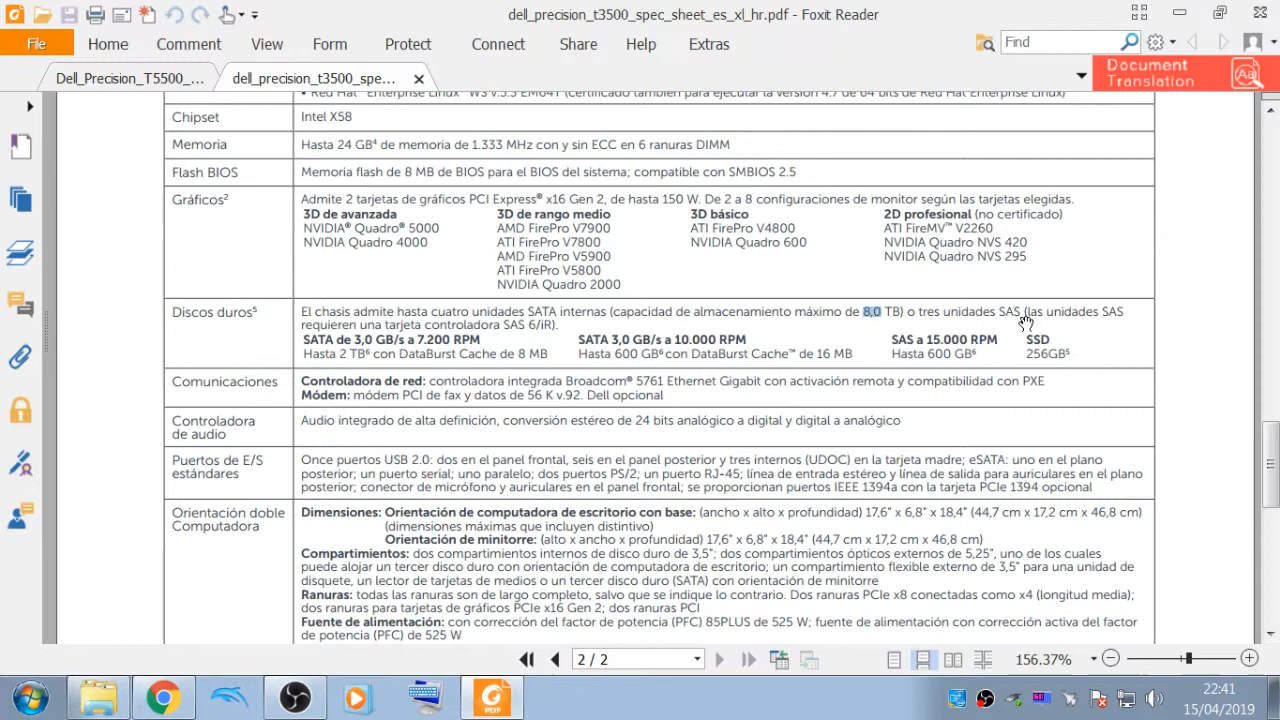 dell_precision_t3500_spec_sheet_es_xl_hr.pdf - Foxit Reader
File Home Comment View Form Protect Connect Share Help Extras Find
Dell_Precision_T5500_... dell_precision_t3500_spe...
Document
Translation
• Red Hat® Enterprise Linux® WS v.5.3 EM64T (certificado también para ejecutar la versión 4.7 de 64 bits de Red Hat Enterprise Linux)
Chipset Intel X58
Memoria Hasta 24 GB⁴ de memoria de 1.333 MHz con y sin ECC en 6 ranuras DIMM
Flash BIOS Memoria flash de 8 MB de BIOS para el BIOS del sistema; compatible con SMBIOS 2.5
Gráficos² Admite 2 tarjetas de gráficos PCI Express® x16 Gen 2, de hasta 150 W. De 2 a 8 configuraciones de monitor según las tarjetas elegidas.
3D de avanzada 3D de rango medio 3D básico 2D profesional (no certificado)
NVIDIA® Quadro® 5000 AMD FirePro V7900 ATI FirePro V4800 ATI FireMV™ V2260
NVIDIA Quadro 4000 ATI FirePro V7800 NVIDIA Quadro 600 NVIDIA Quadro NVS 420
AMD FirePro V5900 NVIDIA Quadro NVS 295
ATI FirePro V5800
NVIDIA Quadro 2000
Discos duros⁵ El chasis admite hasta cuatro unidades SATA internas (capacidad de almacenamiento máximo de 8,0 TB) o tres unidades SAS (las unidades SAS
requieren una tarjeta controladora SAS 6/iR).
SATA de 3,0 GB/s a 7.200 RPM SATA 3,0 GB/s a 10.000 RPM SAS a 15.000 RPM SSD
Hasta 2 TB⁶ con DataBurst Cache de 8 MB Hasta 600 GB⁶ con DataBurst Cache™ de 16 MB Hasta 600 GB⁶ 256GB⁵
Comunicaciones Controladora de red: controladora integrada Broadcom® 5761 Ethernet Gigabit con activación remota y compatibilidad con PXE
Módem: módem PCI de fax y datos de 56 K v.92. Dell opcional
Controladora Audio integrado de alta definición, conversión estéreo de 24 bits analógico a digital y digital a analógico
de audio
Puertos de E/S Once puertos USB 2.0: dos en el panel frontal, seis en el panel posterior y tres internos (UDOC) en la tarjeta madre; eSATA: uno en el plano
estándares posterior; un puerto serial; uno paralelo; dos puertos PS/2; un puerto RJ-45; línea de entrada estéreo y línea de salida para auriculares en el plano
posterior; conector de micrófono y auriculares en el panel frontal; se proporcionan puertos IEEE 1394a con la tarjeta PCIe 1394 opcional
Orientación doble Dimensiones: Orientación de computadora de escritorio con base: (ancho x alto x profundidad) 17,6" x 6,8" x 18,4" (44,7 cm x 17,2 cm x 46,8 cm)
Computadora (dimensiones máximas que incluyen distintivo)
Orientación de minitorre: (alto x ancho x profundidad) 17,6" x 6,8" x 18,4" (44,7 cm x 17,2 cm x 46,8 cm)
Compartimientos: dos compartimientos internos de disco duro de 3,5"; dos compartimientos ópticos externos de 5,25", uno de los cuales
puede alojar un tercer disco duro con orientación de computadora de escritorio; un compartimiento flexible externo de 3,5" para una unidad de
disquete, un lector de tarjetas de medios o un tercer disco duro (SATA) con orientación de minitorre
Ranuras: todas las ranuras son de largo completo, salvo que se indique lo contrario. Dos ranuras PCIe x8 conectadas como x4 (longitud media);
dos ranuras para tarjetas de gráficos PCIe x16 Gen 2; dos ranuras PCI
Fuente de alimentación: con corrección del factor de potencia (PFC) 85PLUS de 525 W; fuente de alimentación con corrección activa del factor
de potencia (PFC) de 525 W
2 / 2 156.37%
22:41
15/04/2019